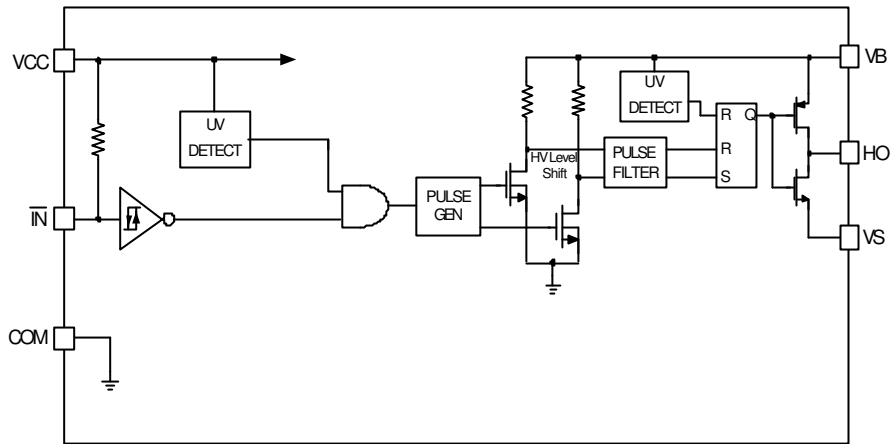 VCC
VB
UV
DETECT
UV
DETECT
R
Q
HV Level
Shift
PULSE
FILTER
R
S
HO
IN
PULSE
GEN
VS
COM